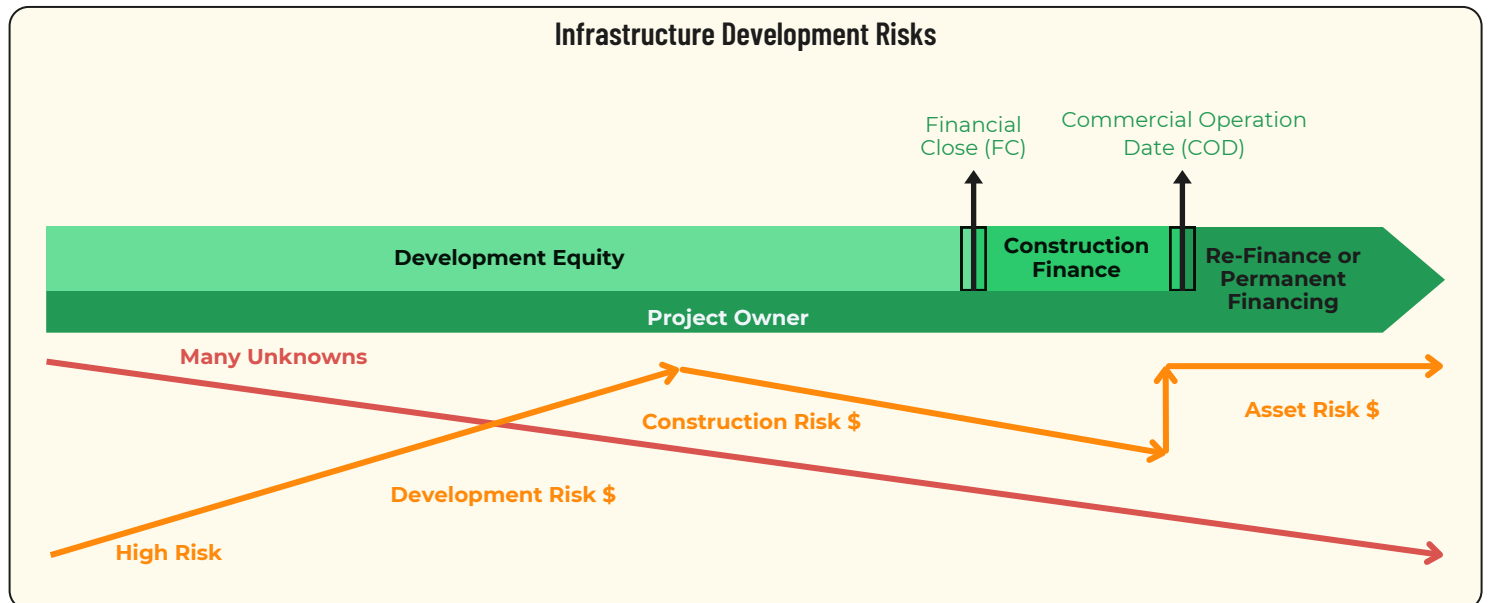 Infrastructure Development Risks
Financial
Close (FC)
Commercial Operation
Date (COD)
Development Equity
Construction
Finance
Re-Finance or
Permanent
Financing
Project Owner
Many Unknowns
Construction Risk $
Asset Risk $
Development Risk $
High Risk